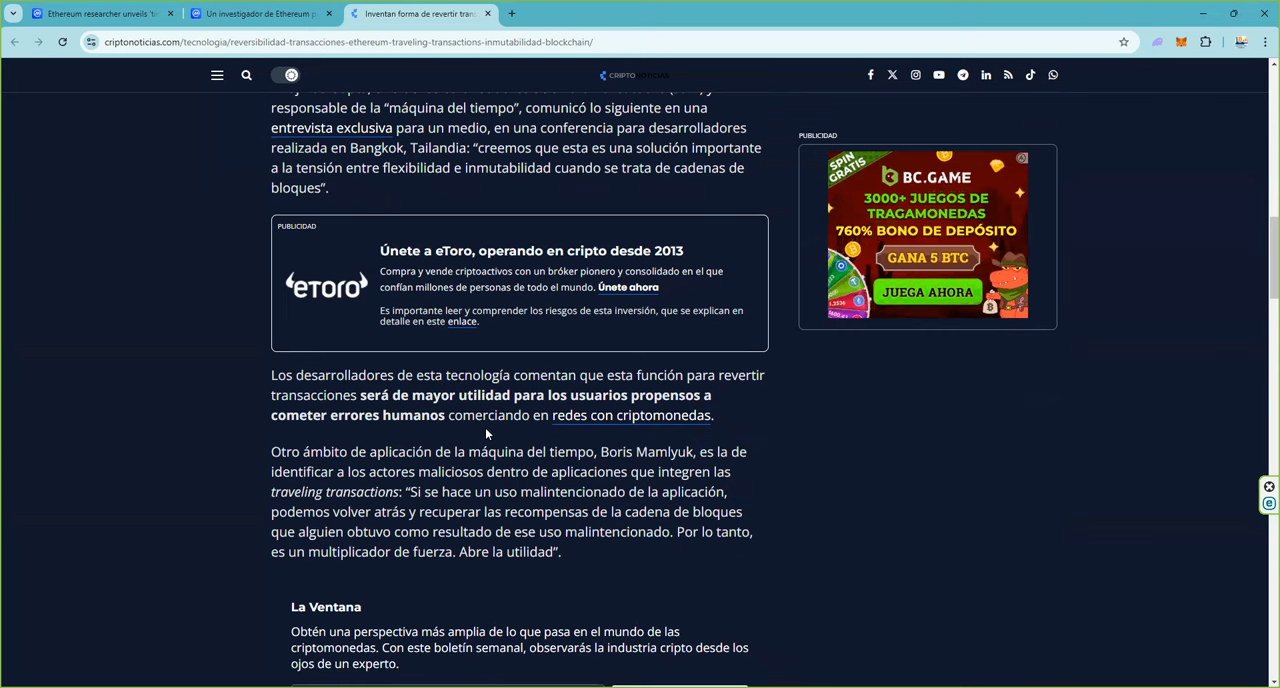 Ethereum researcher unveils 'ti
Un investigador de Ethereum p
Inventan forma de revertir tran
criptonoticias.com/tecnologia/reversibilidad-transacciones-ethereum-traveling-transactions-inmutabilidad-blockchain/
CRIPTONOTICIAS
responsable de la “máquina del tiempo”, comunicó lo siguiente en una
entrevista exclusiva para un medio, en una conferencia para desarrolladores
realizada en Bangkok, Tailandia: “creemos que esta es una solución importante
a la tensión entre flexibilidad e inmutabilidad cuando se trata de cadenas de
bloques”.
PUBLICIDAD
Únete a eToro, operando en cripto desde 2013
Compra y vende criptoactivos con un bróker pionero y consolidado en el que
confían millones de personas de todo el mundo. Únete ahora
eToro
Es importante leer y comprender los riesgos de esta inversión, que se explican en
detalle en este enlace.
Los desarrolladores de esta tecnología comentan que esta función para revertir
transacciones será de mayor utilidad para los usuarios propensos a
cometer errores humanos comerciando en redes con criptomonedas.
Otro ámbito de aplicación de la máquina del tiempo, Boris Mamlyuk, es la de
identificar a los actores maliciosos dentro de aplicaciones que integren las
traveling transactions: “Si se hace un uso malintencionado de la aplicación,
podemos volver atrás y recuperar las recompensas de la cadena de bloques
que alguien obtuvo como resultado de ese uso malintencionado. Por lo tanto,
es un multiplicador de fuerza. Abre la utilidad”.
La Ventana
Obtén una perspectiva más amplia de lo que pasa en el mundo de las
criptomonedas. Con este boletín semanal, observarás la industria cripto desde los
ojos de un experto.
PUBLICIDAD
SPIN
GRATIS
BC.GAME
3000+ JUEGOS DE
TRAGAMONEDAS
760% BONO DE DEPÓSITO
GANA 5 BTC
JUEGA AHORA